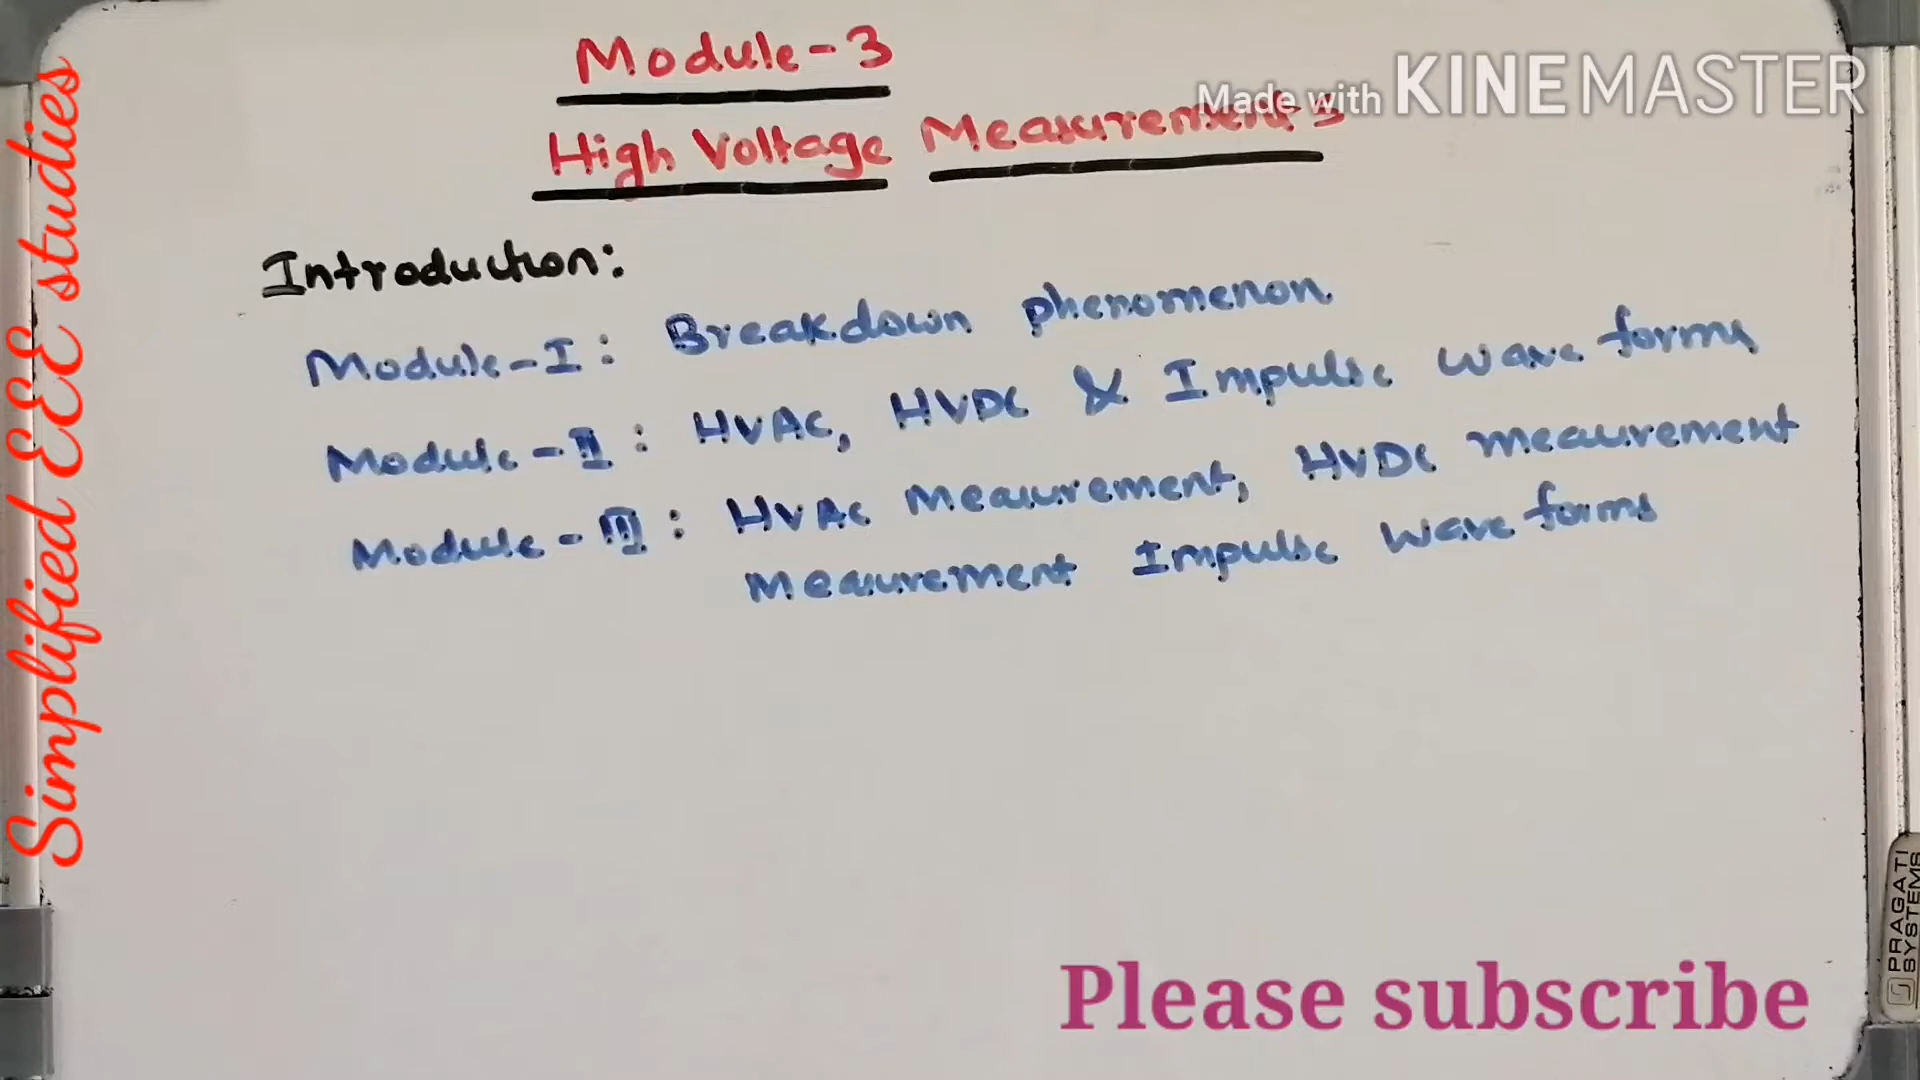 Module-3
Made with KINEMASTER
High Voltage Measurements
Introduction:
Module-I: Breakdown phenomenon
Module-II: HVAC, HVDC & Impulse wave forms
Module-III: HVAC Measurement, HVDC measurement
Measurement Impulse wave forms
Simplified EEE studies
Please subscribe
PRAGATI
SYSTEMS